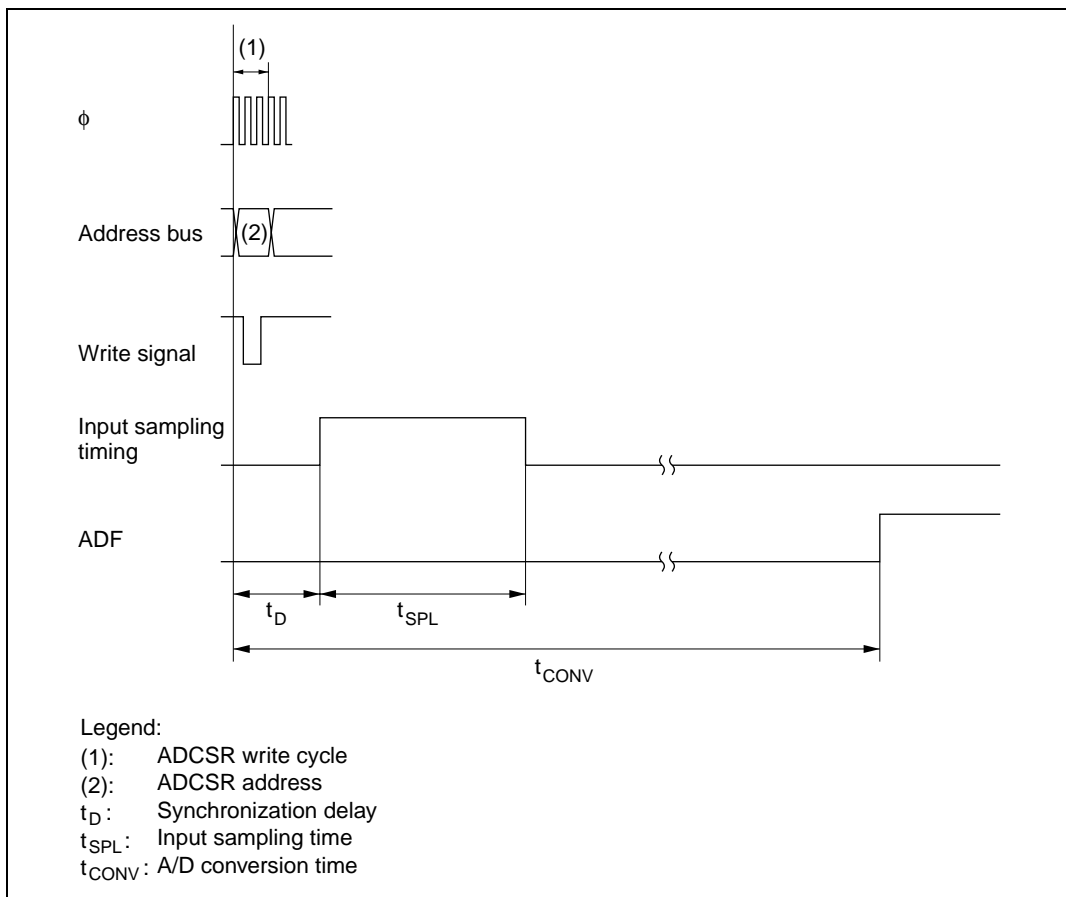 (1)
ϕ
Address bus
(2)
Write signal
Input sampling
timing
ADF
tD
tSPL
tCONV
Legend:
(1): ADCSR write cycle
(2): ADCSR address
tD : Synchronization delay
tSPL: Input sampling time
tCONV : A/D conversion time